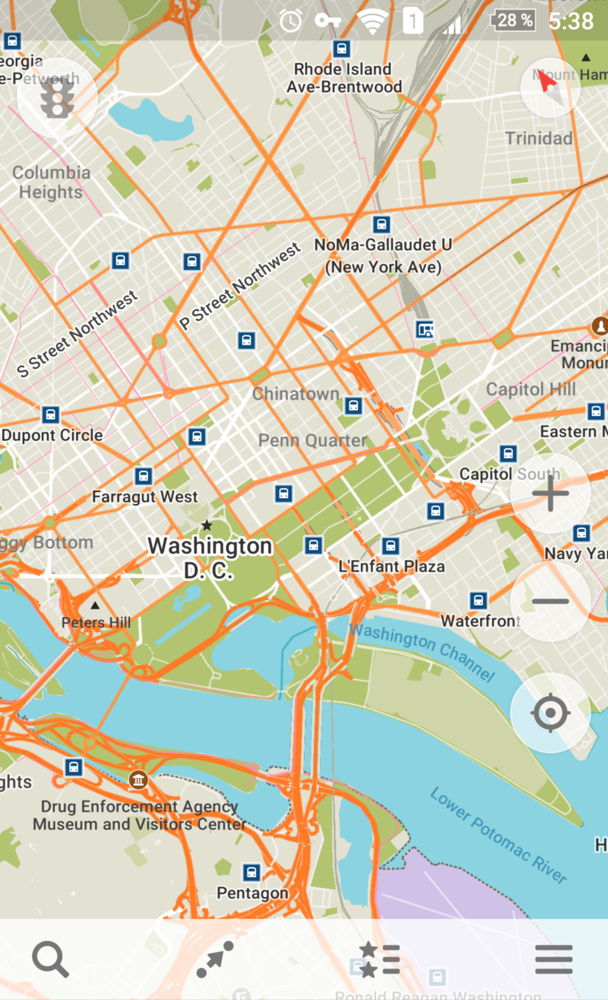 1
28 %
5:38
Rhode Island
Ave-Brentwood
eorgia
e-Petworth
Mount Ham
Trinidad
Columbia
Heights
NoMa-Gallaudet U
(New York Ave)
P Street Northwest
S Street Northwest
Emanci
Monu
Chinatown
Capitol Hill
Dupont Circle
Penn Quarter
Eastern M
Capitol South
Farragut West
ggy Bottom
Washington
D. C.
Navy Ya
L'Enfant Plaza
Peters Hill
Waterfront
Washington Channel
ghts
Drug Enforcement Agency
Museum and Visitors Center
Lower Potomac River
H
Pentagon
Ronald Reagan Washington